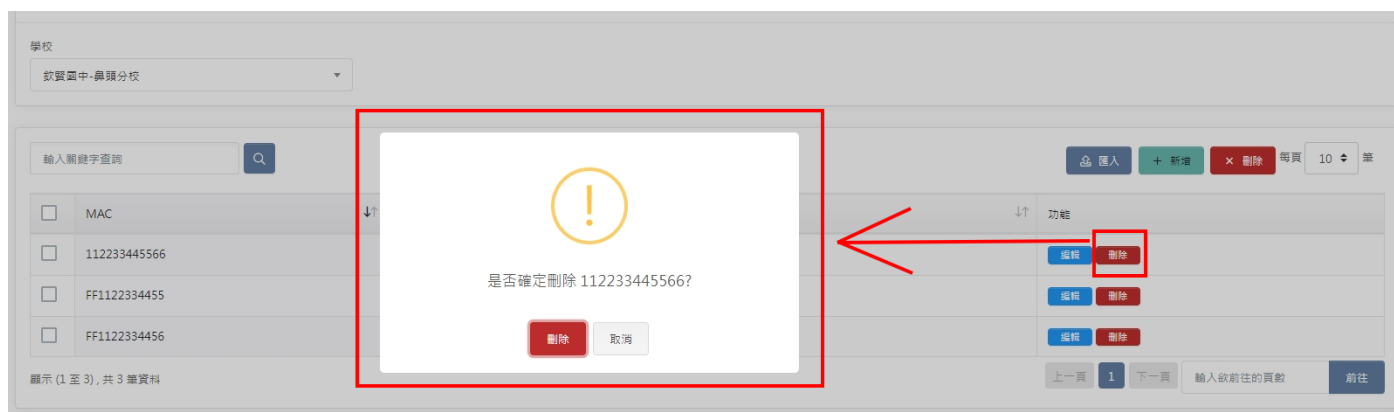 學校
欽賢國中-鼻頭分校
輸入關鍵字查詢
匯入 + 新增 × 刪除 每頁 10 筆
MAC 功能
112233445566 編輯 刪除
FF1122334455 編輯 刪除
FF1122334456 編輯 刪除
是否確定刪除 112233445566?
刪除 取消
顯示 (1 至 3) , 共 3 筆資料 上一頁 1 下一頁 輸入欲前往的頁數 前往